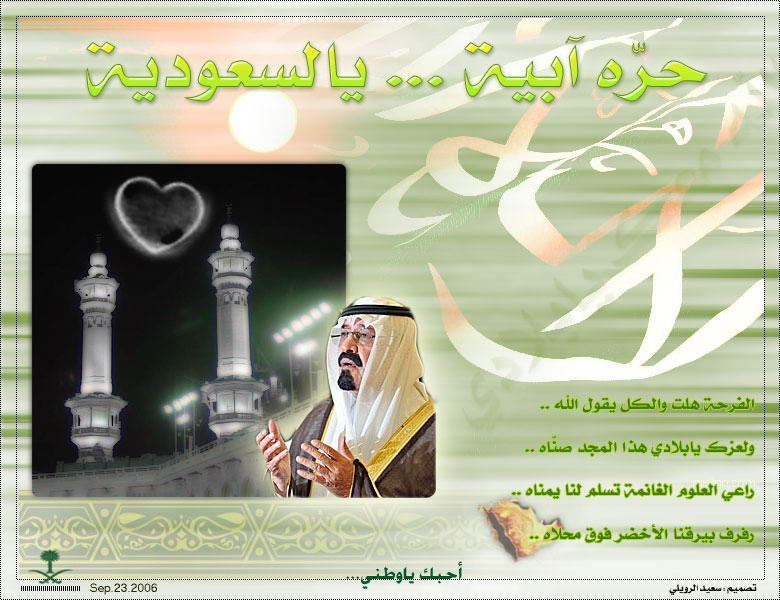 حرّه آبية ... يالسعودية
الفرحة هلت والكل يقول الله ..
ولعزك يابلادي هذا المجد صنّاه ..
راعي العلوم الغانمة تسلم لنا يمناه ..
رفرف بيرقنا الأخضر فوق محلاه ..
أحبك ياوطني...
Sep.23.2006
تصميم : سعيد الرويلي